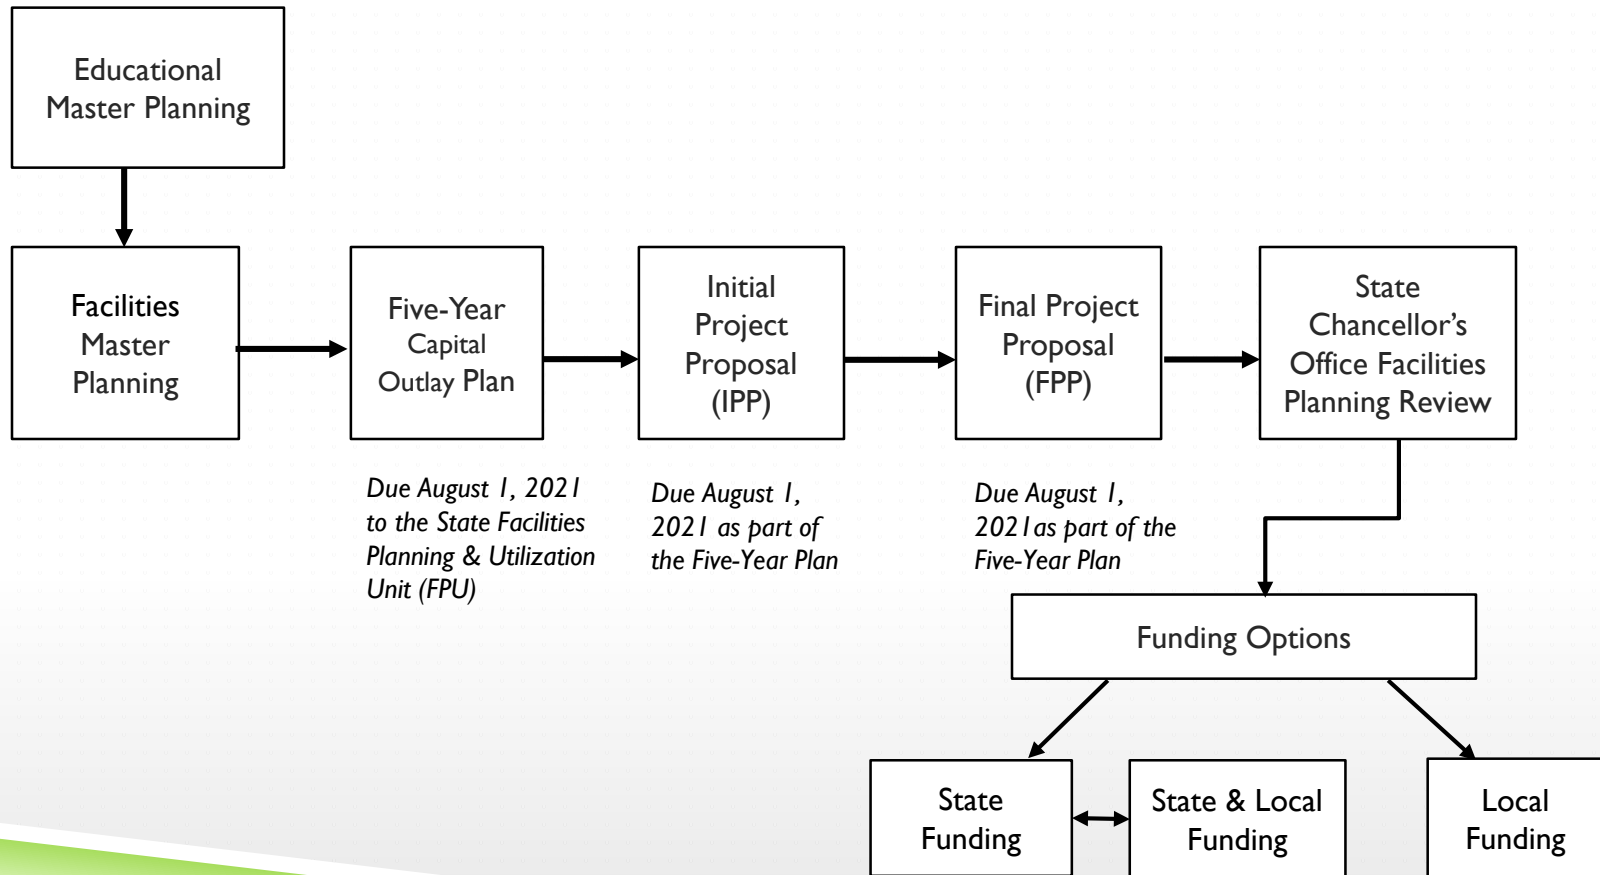 Educational
Master Planning
Facilities
Master
Planning
Five-Year
Capital
Outlay Plan
Initial
Project
Proposal
(IPP)
Final Project
Proposal
(FPP)
State
Chancellor’s
Office Facilities
Planning Review
Due August 1, 2021
to the State Facilities
Planning & Utilization
Unit (FPU)
Due August 1,
2021 as part of
the Five-Year Plan
Due August 1,
2021as part of the
Five-Year Plan
Funding Options
State
Funding
State & Local
Funding
Local
Funding